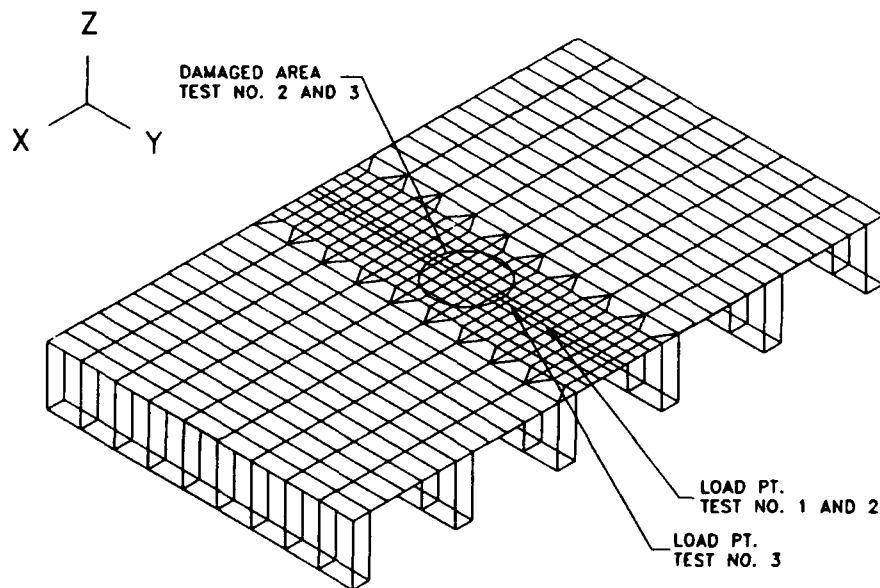 Z
DAMAGED AREA
TEST NO. 2 AND 3
X
Y
LOAD PT.
TEST NO. 1 AND 2
LOAD PT.
TEST NO. 3